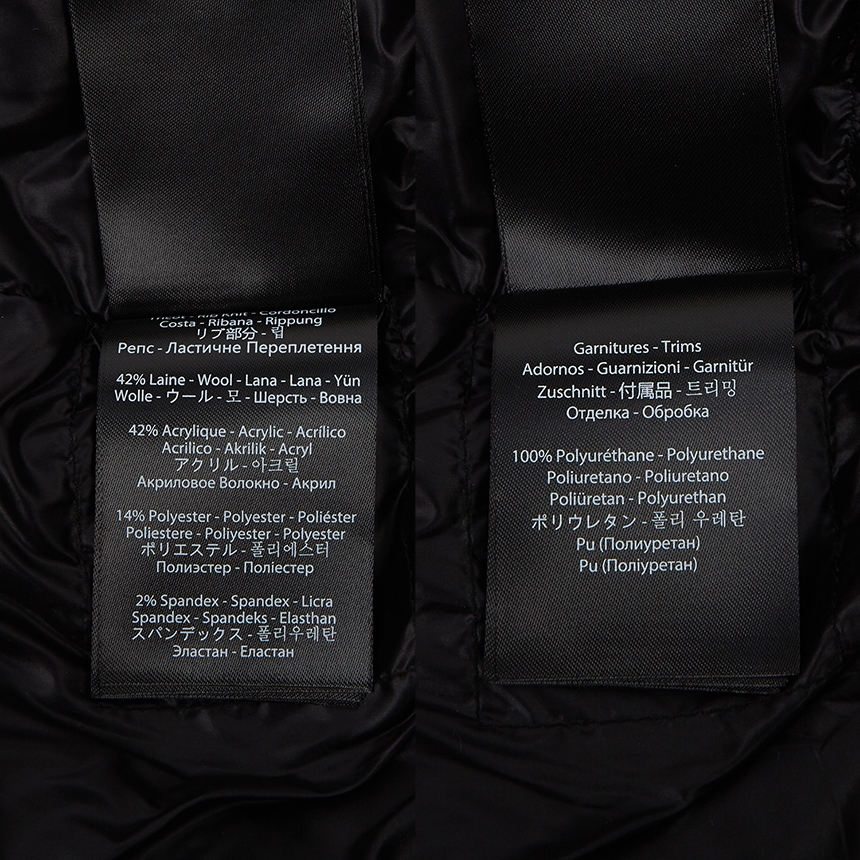 Tricot - Rib Knit - Cordoncillo
Costa - Ribana - Rippung
リブ部分 - 립
Репс - Ластичне Переплетення
42% Laine - Wool - Lana - Lana - Yün
Wolle - ウール - 모 - Шерсть - Вовна
42% Acrylique - Acrylic - Acrílico
Acrilico - Akrilik - Acryl
アクリル - 아크릴
Акриловое Волокно - Акрил
14% Polyester - Polyester - Poliéster
Poliestere - Polyester - Polyester
ポリエステル - 폴리에스터
Полиэстер - Поліестер
2% Spandex - Spandex - Licra
Spandex - Spandeks - Elasthan
スパンデックス - 폴리우레탄
Эластан - Еластан
Garnitures - Trims
Adornos - Guarnizioni - Garnitür
Zuschnitt - 付属品 - 트리밍
Отделка - Обробка
100% Polyuréthane - Polyurethane
Poliuretano - Poliuretano
Poliüretan - Polyurethan
ポリウレタン - 폴리 우레탄
Pu (Полиуретан)
Pu (Поліуретан)